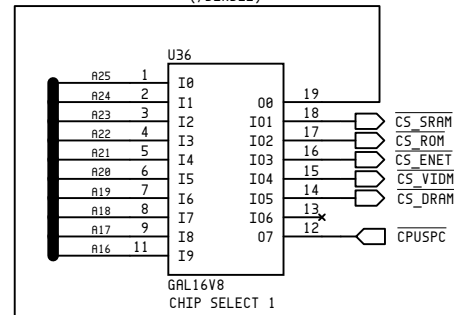 U36
A25 1 I0
A24 2 I1 O0 19
A23 3 I2 IO1 18 CS_SRAM
A22 4 I3 IO2 17 CS_ROM
A21 5 I4 IO3 16 CS_ENET
A20 6 I5 IO4 15 CS_VIDM
A19 7 I6 IO5 14 CS_DRAM
A18 8 I7 IO6 13
A17 9 I8 O7 12 CPUSPC
A16 11 I9
GAL16V8
CHIP SELECT 1